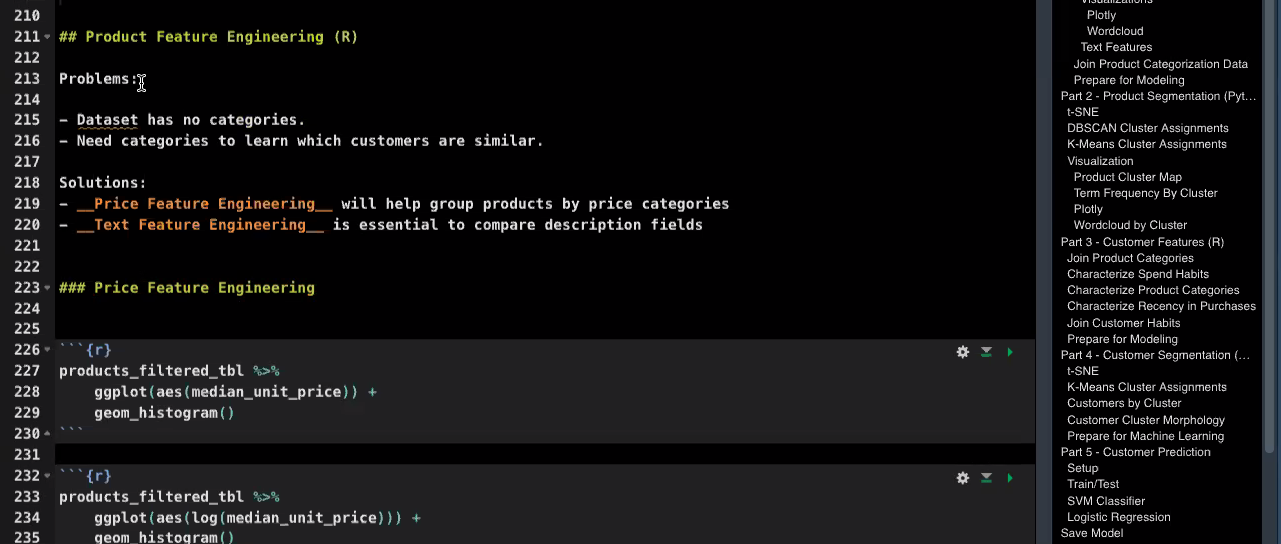 210
211 ## Product Feature Engineering (R)
212
213 Problems:
214
215 - Dataset has no categories.
216 - Need categories to learn which customers are similar.
217
218 Solutions:
219 - __Price Feature Engineering__ will help group products by price categories
220 - __Text Feature Engineering__ is essential to compare description fields
221
222
223 ### Price Feature Engineering
224
225
226 ```{r}
227 products_filtered_tbl %>%
228     ggplot(aes(median_unit_price)) +
229     geom_histogram()
230 ```
231
232 ```{r}
233 products_filtered_tbl %>%
234     ggplot(aes(log(median_unit_price))) +
235     geom_histogram()
Visualizations
Plotly
Wordcloud
Text Features
Join Product Categorization Data
Prepare for Modeling
Part 2 - Product Segmentation (Pyt...
t-SNE
DBSCAN Cluster Assignments
K-Means Cluster Assignments
Visualization
Product Cluster Map
Term Frequency By Cluster
Plotly
Wordcloud by Cluster
Part 3 - Customer Features (R)
Join Product Categories
Characterize Spend Habits
Characterize Product Categories
Characterize Recency in Purchases
Join Customer Habits
Prepare for Modeling
Part 4 - Customer Segmentation (...
t-SNE
K-Means Cluster Assignments
Customers by Cluster
Customer Cluster Morphology
Prepare for Machine Learning
Part 5 - Customer Prediction
Setup
Train/Test
SVM Classifier
Logistic Regression
Save Model